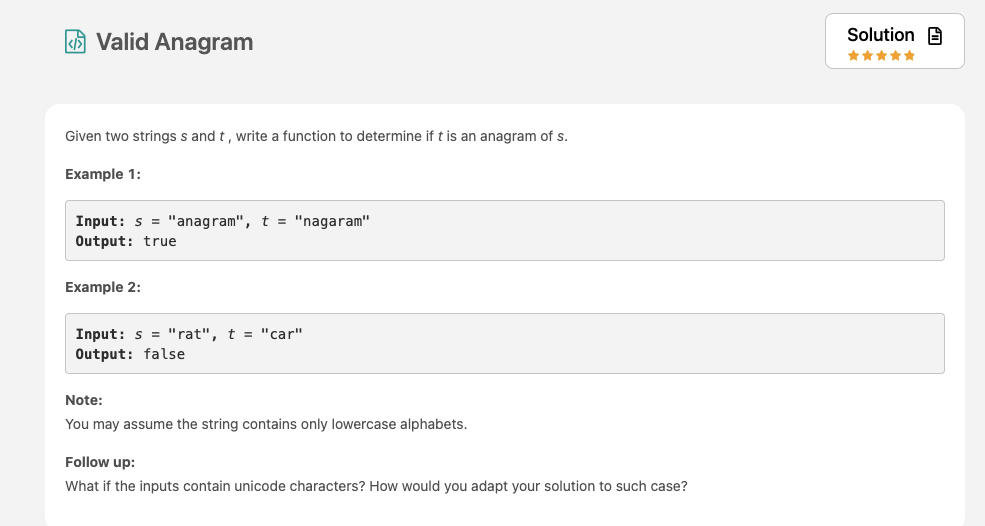 Valid Anagram
Solution
Given two strings s and t , write a function to determine if t is an anagram of s.
Example 1:
Input: s = "anagram", t = "nagaram"
Output: true
Example 2:
Input: s = "rat", t = "car"
Output: false
Note:
You may assume the string contains only lowercase alphabets.
Follow up:
What if the inputs contain unicode characters? How would you adapt your solution to such case?